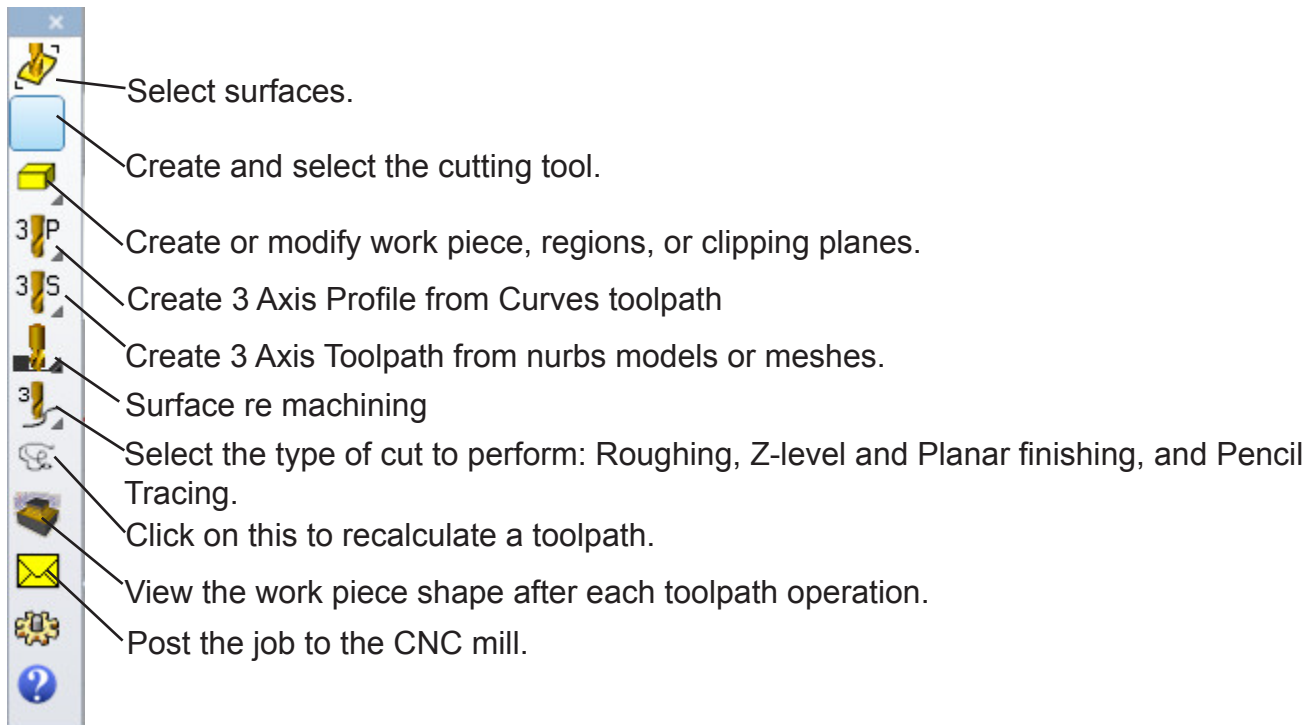 Select surfaces.
Create and select the cutting tool.
Create or modify work piece, regions, or clipping planes.
3 P
Create 3 Axis Profile from Curves toolpath
3 S
Create 3 Axis Toolpath from nurbs models or meshes.
Surface re machining
3
Select the type of cut to perform: Roughing, Z-level and Planar finishing, and Pencil
Tracing.
Click on this to recalculate a toolpath.
View the work piece shape after each toolpath operation.
Post the job to the CNC mill.
?